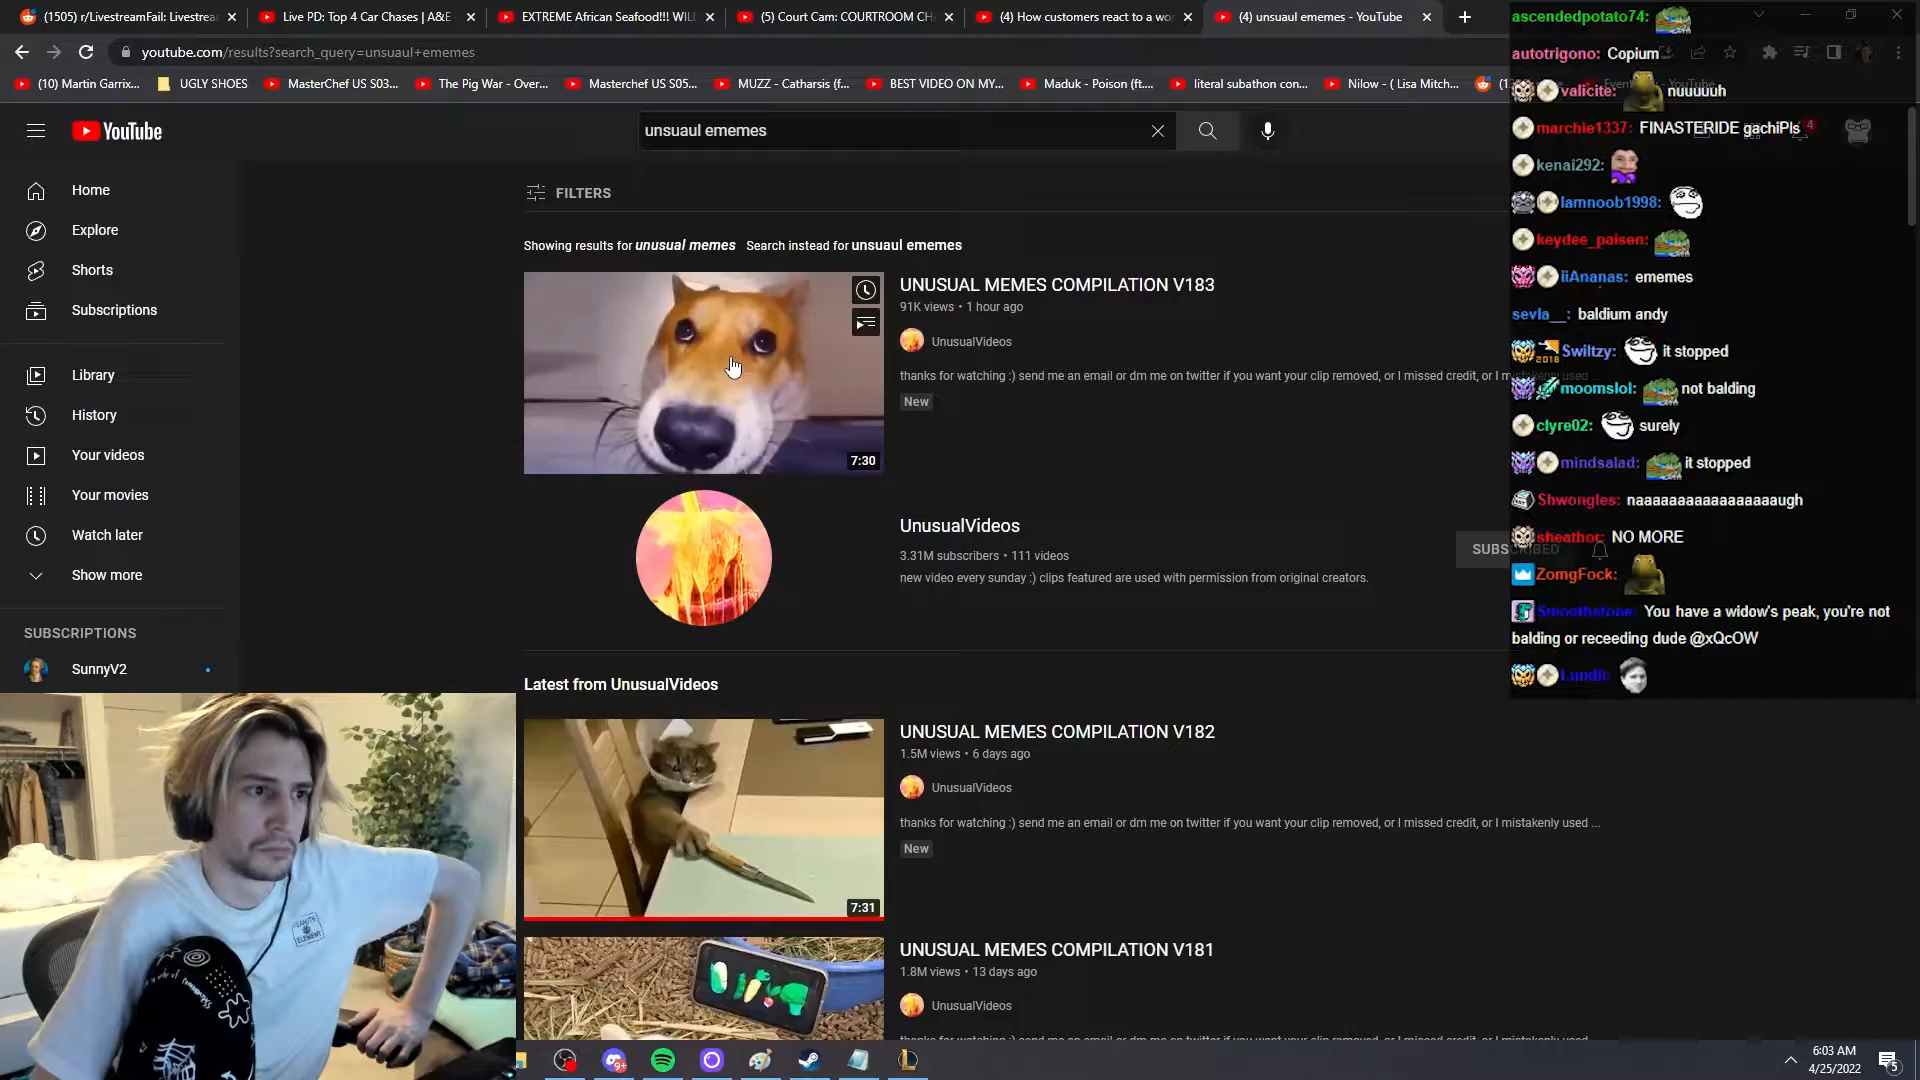 (1505) r/LivestreamFail: Livestrea
Live PD: Top 4 Car Chases | A&E
EXTREME African Seafood!!! WIL
(5) Court Cam: COURTROOM CH
(4) How customers react to a wo
(4) unsuaul ememes - YouTube
youtube.com/results?search_query=unsuaul+ememes
(10) Martin Garrix...
UGLY SHOES
MasterChef US S03...
The Pig War - Over...
Masterchef US S05...
MUZZ - Catharsis (f...
BEST VIDEO ON MY...
Maduk - Poison (ft....
literal subathon con...
Nilow - ( Lisa Mitch...
YouTube
unsuaul ememes
4
Home
Explore
Shorts
Subscriptions
Library
History
Your videos
Your movies
Watch later
Show more
SUBSCRIPTIONS
SunnyV2
FILTERS
Showing results for unusual memes Search instead for unsuaul ememes
7:30
UNUSUAL MEMES COMPILATION V183
91K views • 1 hour ago
UnusualVideos
thanks for watching :) send me an email or dm me on twitter if you want your clip removed, or I missed credit, or I mistakenly used ...
New
UnusualVideos
3.31M subscribers • 111 videos
new video every sunday :) clips featured are used with permission from original creators.
SUBSCRIBED
Latest from UnusualVideos
7:31
UNUSUAL MEMES COMPILATION V182
1.5M views • 6 days ago
UnusualVideos
thanks for watching :) send me an email or dm me on twitter if you want your clip removed, or I missed credit, or I mistakenly used ...
New
UNUSUAL MEMES COMPILATION V181
1.8M views • 13 days ago
UnusualVideos
ascendedpotato74:
autotrigono: Copium
valicite: nuuuuuh
marchie1337: FINASTERIDE gachiPls
kenai292:
Iamnoob1998:
keydee_paisen:
iiAnanas: ememes
sevla__: baldium andy
2018 Swiltzy: it stopped
moomslol: not balding
clyre02: surely
mindsalad: it stopped
Shwongles: naaaaaaaaaaaaaaaaaugh
sheathor: NO MORE
ZomgFock:
Smoothstone: You have a widow's peak, you're not
balding or receeding dude @xQcOW
PEANUTS
ELEMENT
9+
6:03 AM
4/25/2022
5